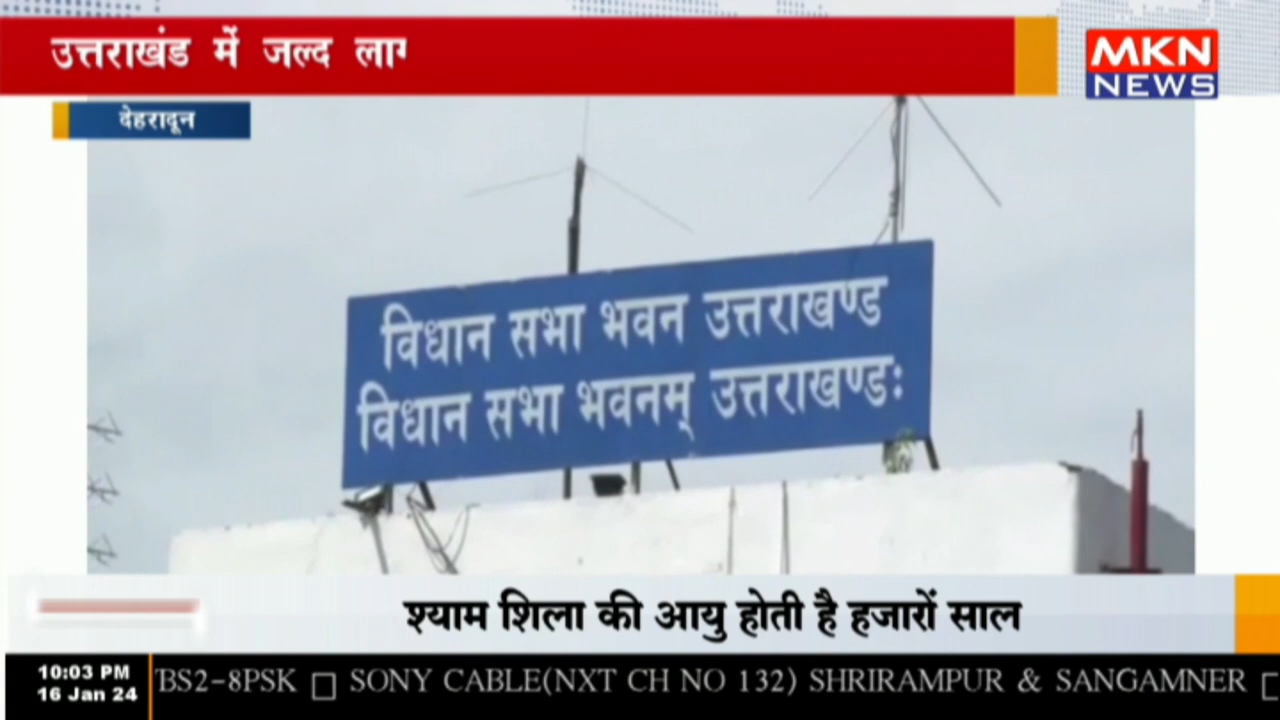 उत्तराखंड में जल्द लाग
MKN
NEWS
देहरादून
विधान सभा भवन उत्तराखण्ड
विधान सभा भवनम् उत्तराखण्डः
श्याम शिला की आयु होती है हजारों साल
10:03 PM
16 Jan 24
BS2-8PSK □ SONY CABLE(NXT CH NO 132) SHRIRAMPUR & SANGAMNER